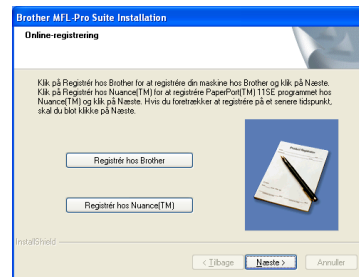 Brother MFL-Pro Suite Installation
Online-registrering
Klik på Registrér hos Brother for at registrére din maskine hos Brother og klik på Næste.
Klik på Registrér hos Nuance(TM) for at registrére PaperPort(TM) 11SE programmet hos
Nuance(TM) og klik på Næste. Hvis du foretrækker at registrére på et senere tidspunkt,
skal du blot klikke på Næste.
Registrér hos Brother
Product Registration
Registrér hos Nuance(TM)
InstallShield
< Tilbage
Næste >
Annuller